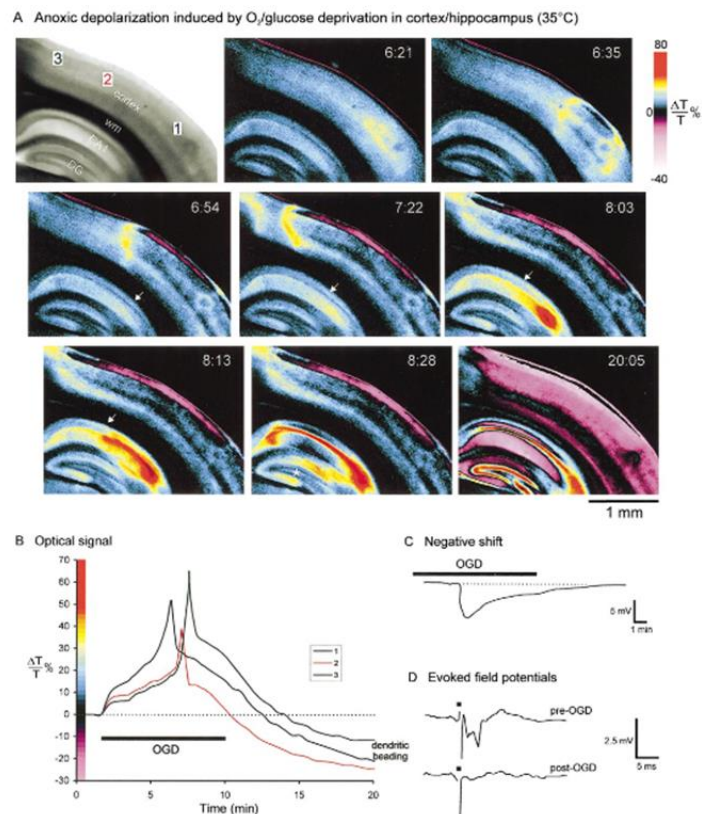 A Anoxic depolarization induced by O₂/glucose deprivation in cortex/hippocampus (35°C)
3
2
cortex
1
wm
CA1
DG
6:21
6:35
80
0
ΔT/T %
-40
6:54
7:22
8:03
8:13
8:28
20:05
1 mm
B Optical signal
70
60
50
40
30
20
10
0
-10
-20
-30
ΔT/T %
1
2
3
OGD
dendritic
beading
0
5
10
15
20
Time (min)
C Negative shift
OGD
5 mV
1 min
D Evoked field potentials
pre-OGD
post-OGD
2.5 mV
5 ms